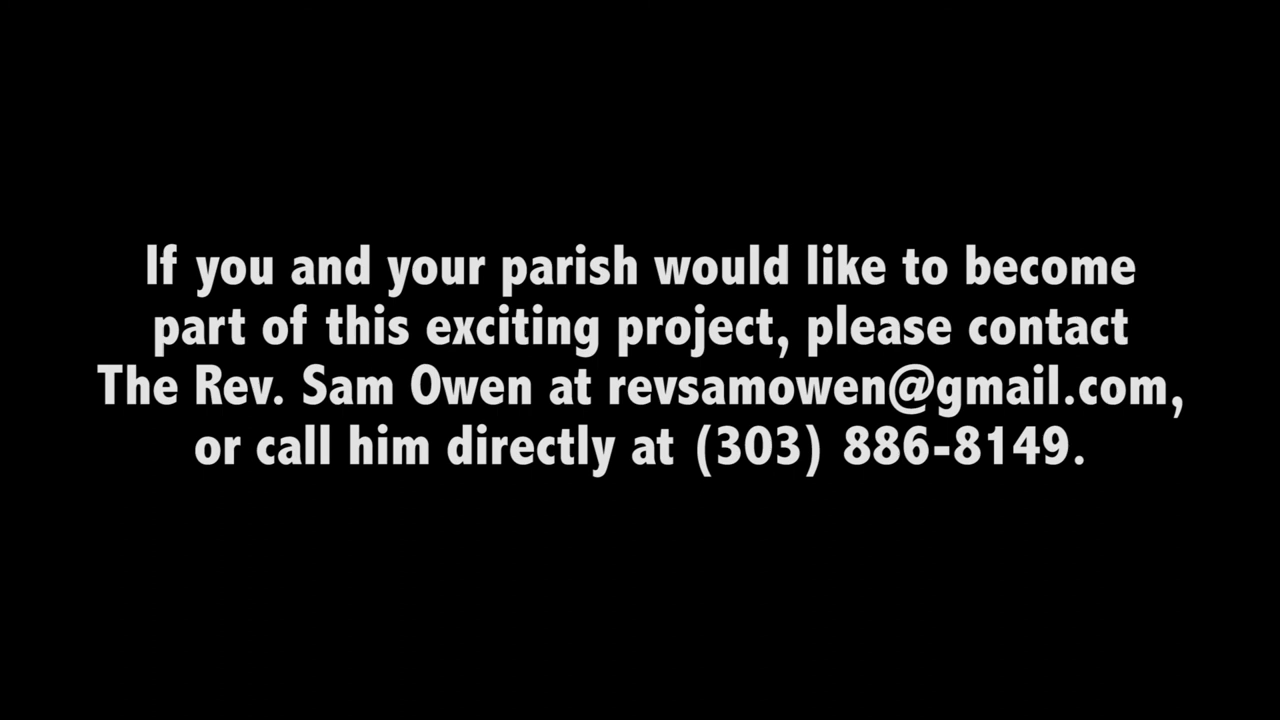 If you and your parish would like to become
part of this exciting project, please contact
The Rev. Sam Owen at revsamowen@gmail.com,
or call him directly at (303) 886-8149.